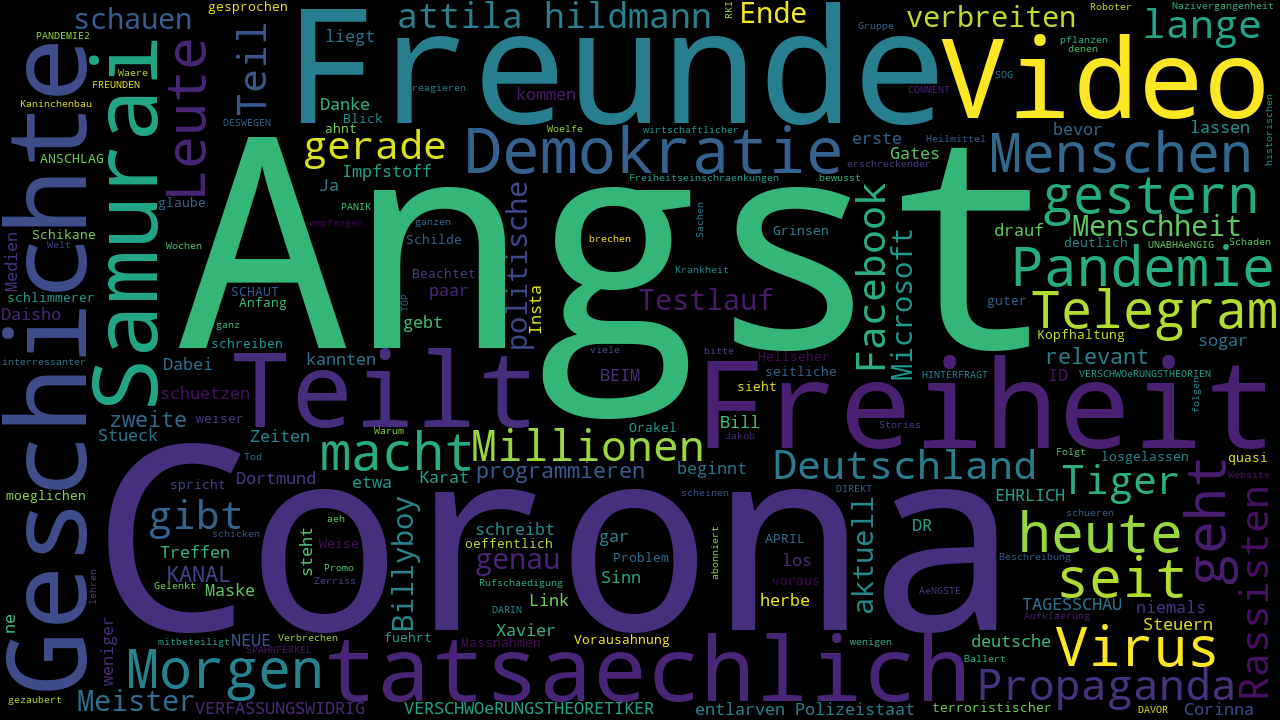 gesprochen
schauen
attila hildmann
RKI
Ende
verbreiten
Roboter
Nazivergangenheit
lange
PANDEMIE2
liegt
Freunde
Gruppe
Video
pflanzen
denen
Waere
FREUNDEN
Samurai
Leute
Teil
reagieren
kommen
SOG
COMMENT
Kaninchenbau
Danke
Blick
DESWEGEN
ahnt
Woelfe
wirtschaftlicher
erste
Heilmittel
bevor
lassen
historischen
ANSCHLAG
gerade
Demokratie
Gates
Menschen
erschreckender
Geschichte
Impfstoff
Ja
Freiheitseinschraenkungen
bewusst
glaube
PANIK
gestern
Angst
empfangen
ganzen
politische
Facebook
Menschheit
Schikane
Welt
Wochen
Schilde
brechen
Sachen
Grinsen
drauf
deutlich
UNABHAeNGIG
Schaden
Medien
Beachtet
Krankheit
Microsoft
Pandemie
schlimmerer
SCHAUT
Anfang
TOP
paar
Insta
Testlauf
guter
Telegram
Daisho
ganz
gebt
Kopfhaltung
sogar
schreiben
viele
bitte
Hellseher
relevant
interressanter
Dabei
kannten
Teilt
BEIM
seitliche
HINTERFRAGT
ID
VERSCHWOeRUNGSTHEORIEN
schuetzen
sieht
Freiheit
folgen
zweite
weiser
Stueck
Zeiten
Warum
Orakel
Bill
Jakob
Stories
macht
Millionen
Tod
Folgt
losgelassen
quasi
moeglichen
spricht
Dortmund
etwa
Karat
programmieren
beginnt
Deutschland
Tiger
geht
Website
Corona
scheinen
DIREKT
EHRLICH
schueren
Rassisten
gibt
aeh
schicken
steht
Billyboy
schreibt
oeffentlich
gar
abonniert
APRIL
aktuell
DR
heute
Treffen
Weise
genau
Problem
los
Beschreibung
KANAL
Promo
Sinn
voraus
seit
Gelenkt
Maske
Zerriss
Rufschaedigung
AeNGSTE
lehren
Link
herbe
DARIN
TAGESSCHAU
niemals
ne
Aufklaerung
Steuern
Xavier
weniger
mitbeteiligt
NEUE
Verbrechen
fuehrt
Massnahmen
Vorausahnung
wenigen
deutsche
Virus
SPAHNFERKEL
Morgen
tatsaechlich
Ballert
Propaganda
gezaubert
Meister
VERFASSUNGSWIDRIG
VERSCHWOeRUNGSTHEORETIKER
entlarven
Polizeistaat
terroristischer
DAVOR
Corinna